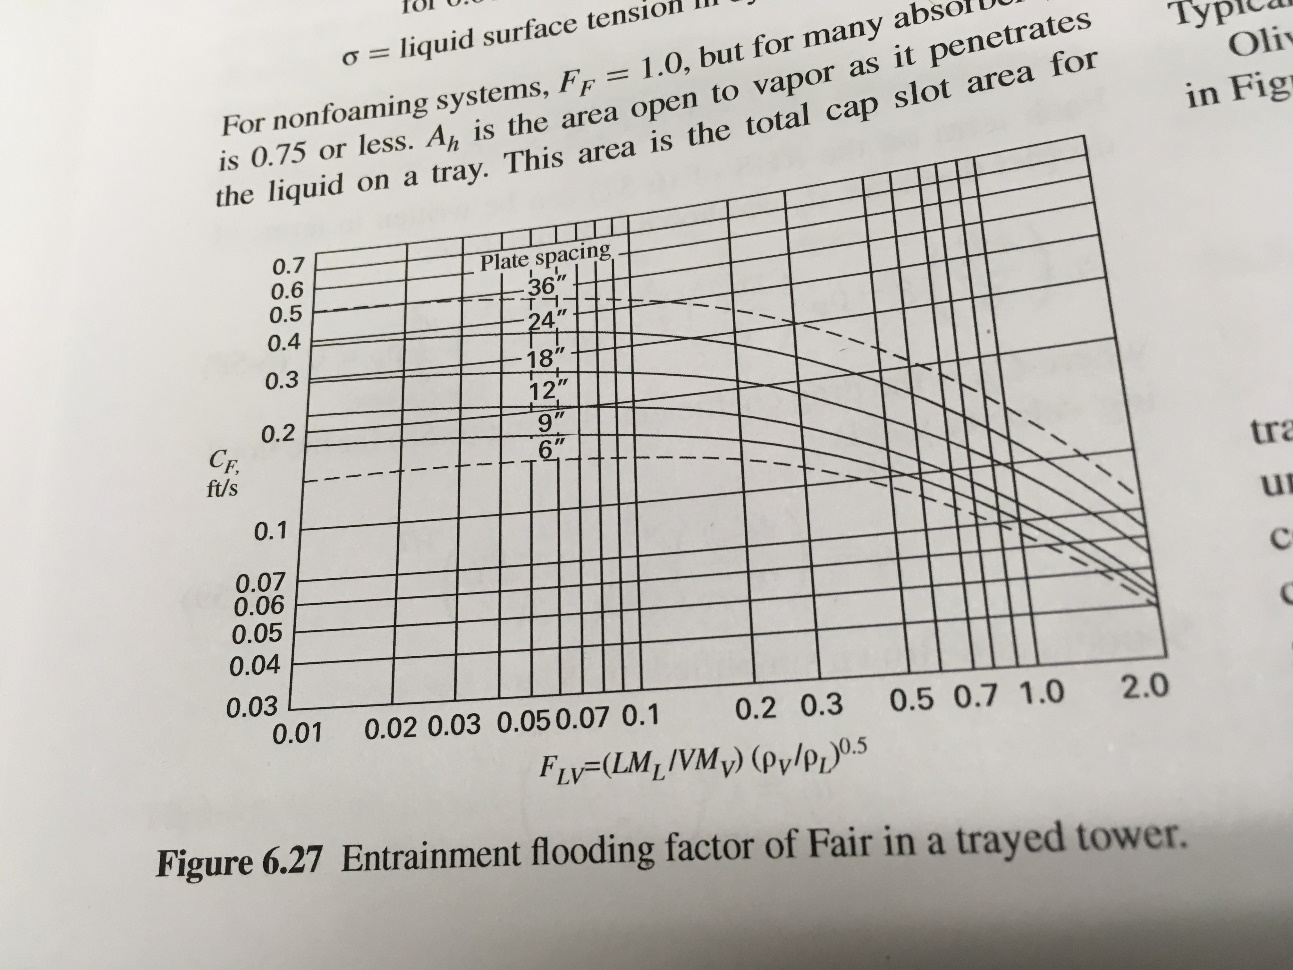 σ = liquid surface tension
For nonfoaming systems, F_F = 1.0, but for many
is 0.75 or less. A_h is the area open to vapor as it penetrates
the liquid on a tray. This area is the total cap slot area for
in
Plate spacing
36″
24″
18″
12″
9″
6″
0.7
0.6
0.5
0.4
0.3
0.2
C_F,
ft/s
0.1
0.07
0.06
0.05
0.04
0.03
0.01 0.02 0.03 0.05 0.07 0.1 0.2 0.3 0.5 0.7 1.0 2.0
F_LV=(LM_L/VM_V) (ρ_V/ρ_L)^0.5
Figure 6.27 Entrainment flooding factor of Fair in a trayed tower.